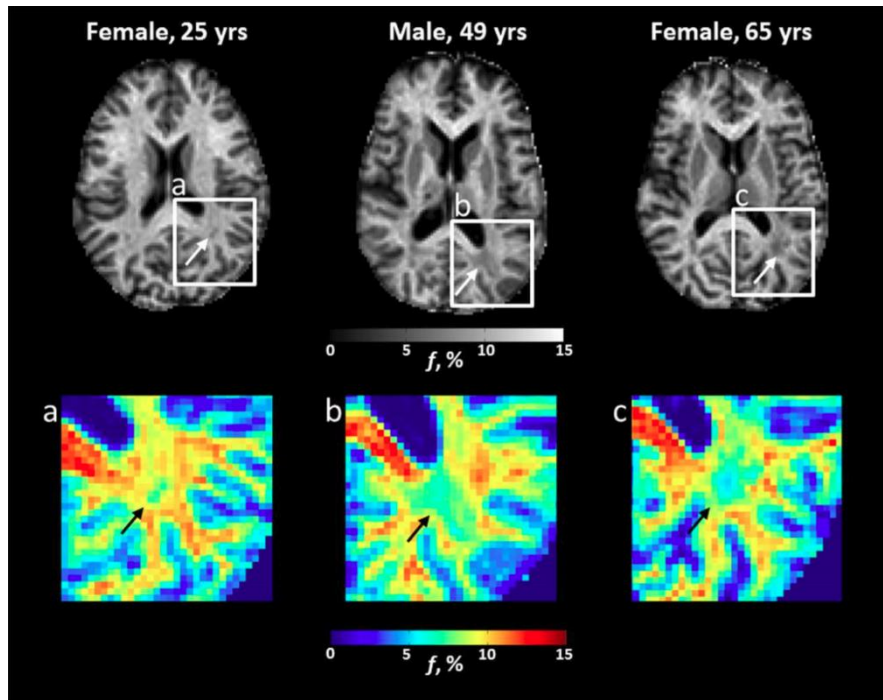 Female, 25 yrs
Male, 49 yrs
Female, 65 yrs
a
b
c
0 5 10 15
f, %
a
b
c
0 5 10 15
f, %